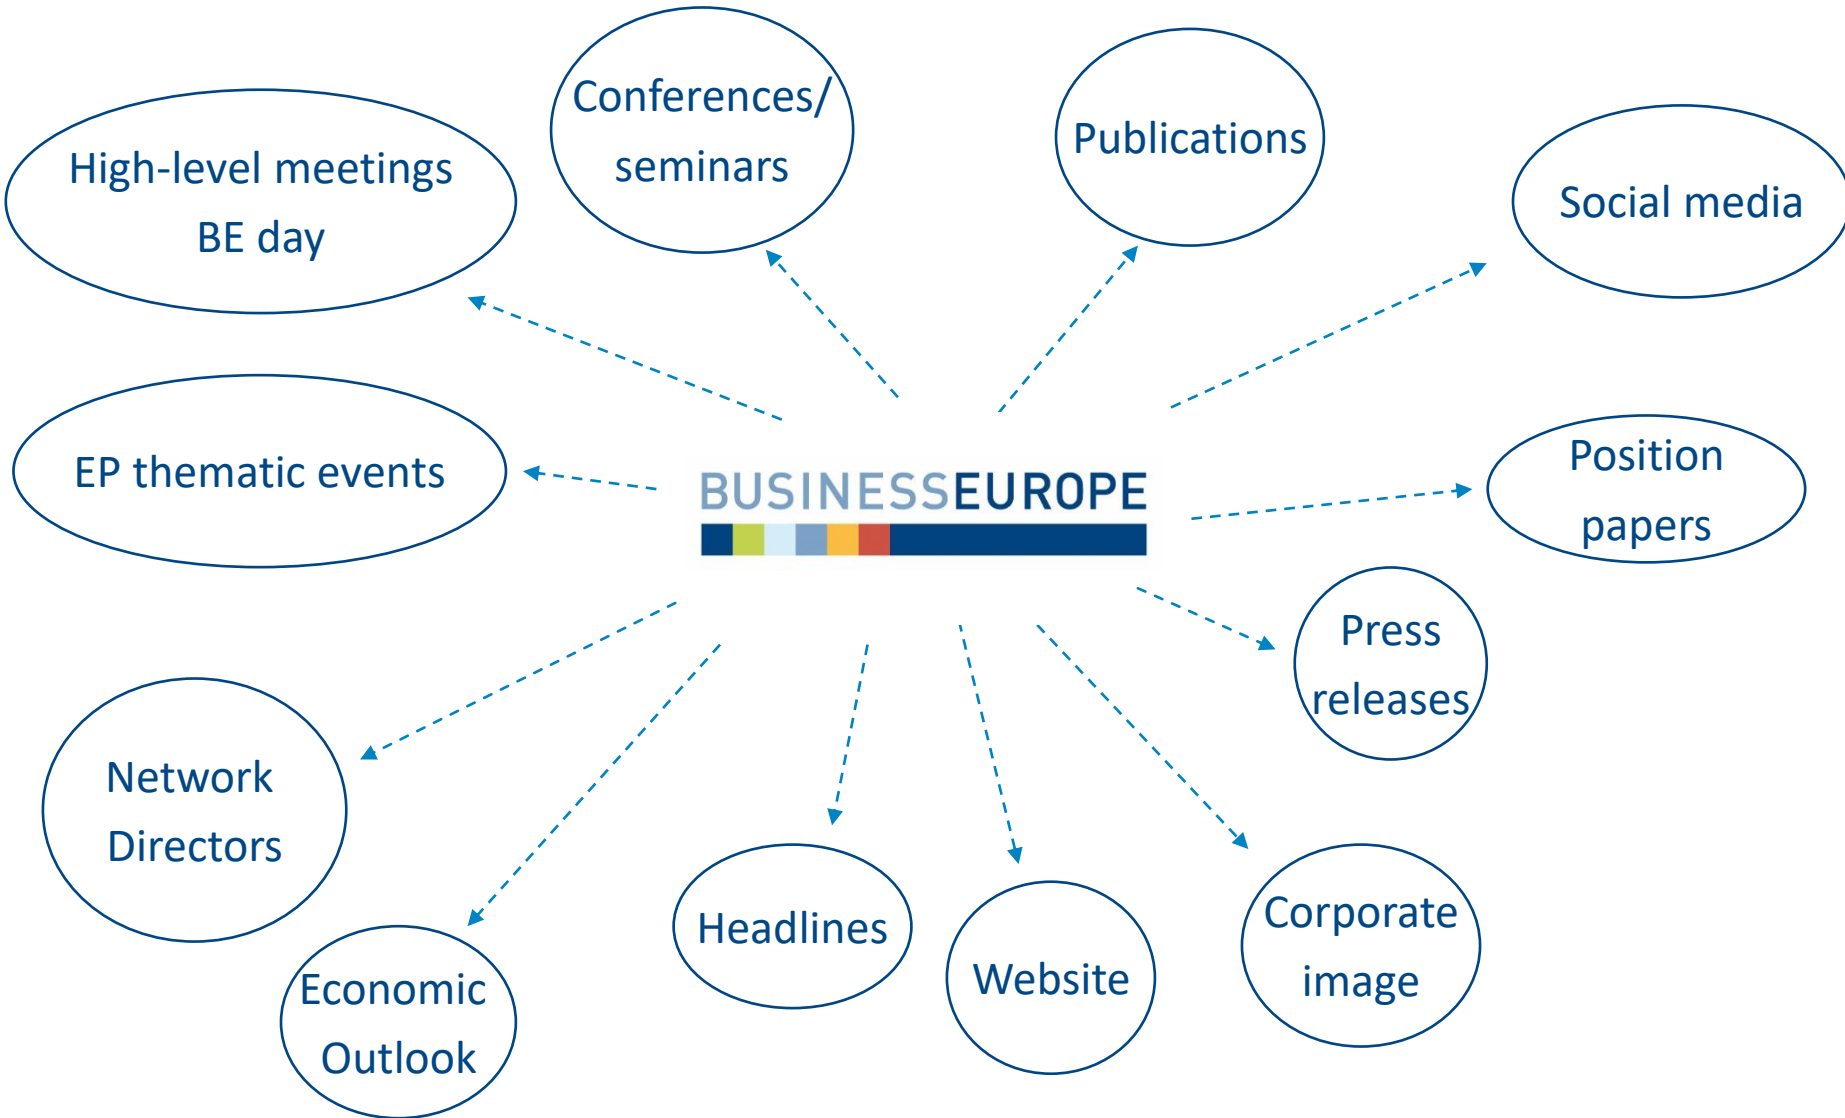 Conferences/
seminars
Publications
High-level meetings
BE day
Social media
EP thematic events
BUSINESSEUROPE
Position
papers
Press
releases
Network
Directors
Economic
Outlook
Headlines
Website
Corporate
image